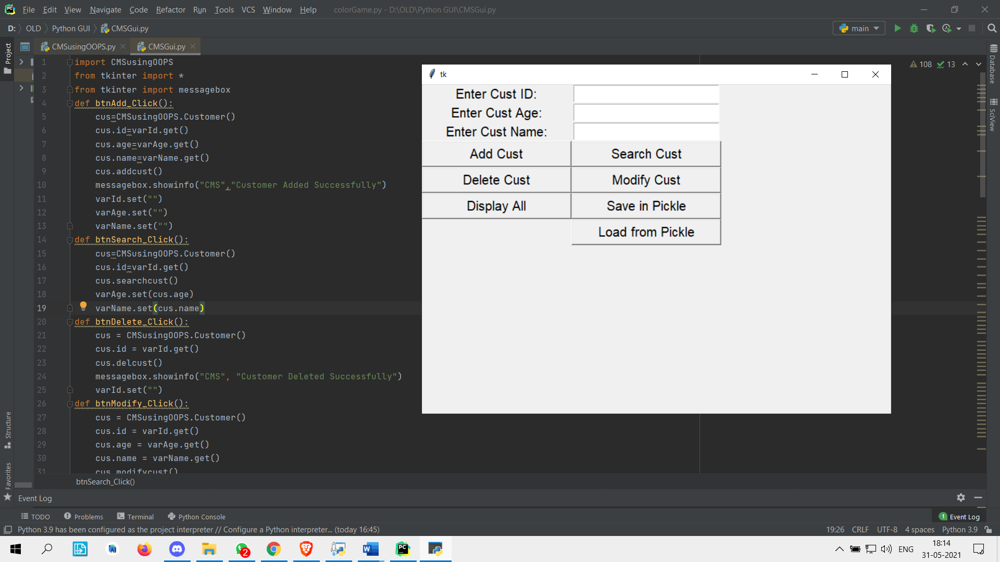 File Edit View Navigate Code Refactor Run Tools VCS Window Help colorGame.py - D:\OLD\Python GUI\CMSGui.py
D: OLD Python GUI CMSGui.py main
CMSusingOOPS.py CMSGui.py
Project
Structure
Favorites
1 import CMSusingOOPS
2 from tkinter import *
3 from tkinter import messagebox
4 def btnAdd_Click():
5 cus=CMSusingOOPS.Customer()
6 cus.id=varId.get()
7 cus.age=varAge.get()
8 cus.name=varName.get()
9 cus.addcust()
10 messagebox.showinfo("CMS","Customer Added Successfully")
11 varId.set("")
12 varAge.set("")
13 varName.set("")
14 def btnSearch_Click():
15 cus=CMSusingOOPS.Customer()
16 cus.id=varId.get()
17 cus.searchcust()
18 varAge.set(cus.age)
19 varName.set(cus.name)
20 def btnDelete_Click():
21 cus = CMSusingOOPS.Customer()
22 cus.id = varId.get()
23 cus.delcust()
24 messagebox.showinfo("CMS", "Customer Deleted Successfully")
25 varId.set("")
26 def btnModify_Click():
27 cus = CMSusingOOPS.Customer()
28 cus.id = varId.get()
29 cus.age = varAge.get()
30 cus.name = varName.get()
31 cus.modifycust()
tk
Enter Cust ID:
Enter Cust Age:
Enter Cust Name:
Add Cust Search Cust
Delete Cust Modify Cust
Display All Save in Pickle
Load from Pickle
108 13
Database
SciView
btnSearch_Click()
Event Log
TODO Problems Terminal Python Console 1 Event Log
Python 3.9 has been configured as the project interpreter // Configure a Python interpreter... (today 16:45) 19:26 CRLF UTF-8 4 spaces Python 3.9
2 ENG 18:14
31-05-2021